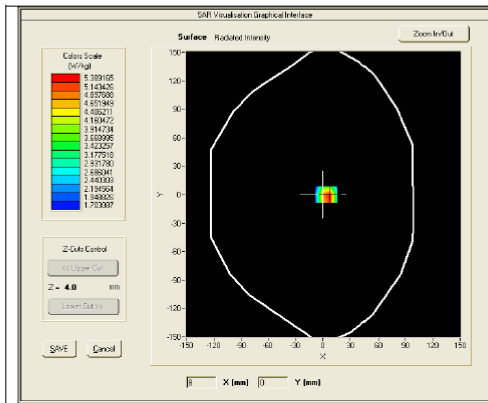 SAR Visualisation Graphical Interface
Surface Radiated Intensity
Zoom In/Out
Colors Scale
(W/kg)
5.389165
5.143426
4.897688
4.651949
4.406211
4.160472
3.914734
3.668995
3.423257
3.177518
2.931780
2.686041
2.440303
2.194564
1.948826
1.703087
Z-Cuts Control
<< Upper Cut
Z = 4.0 mm
Lower Cut >>
SAVE Cancel
150
120
90
60
30
0
-30
-60
-90
-120
-150
Y
-150 -120 -90 -60 -30 0 30 60 90 120 150
X
8 X (mm) 0 Y (mm)